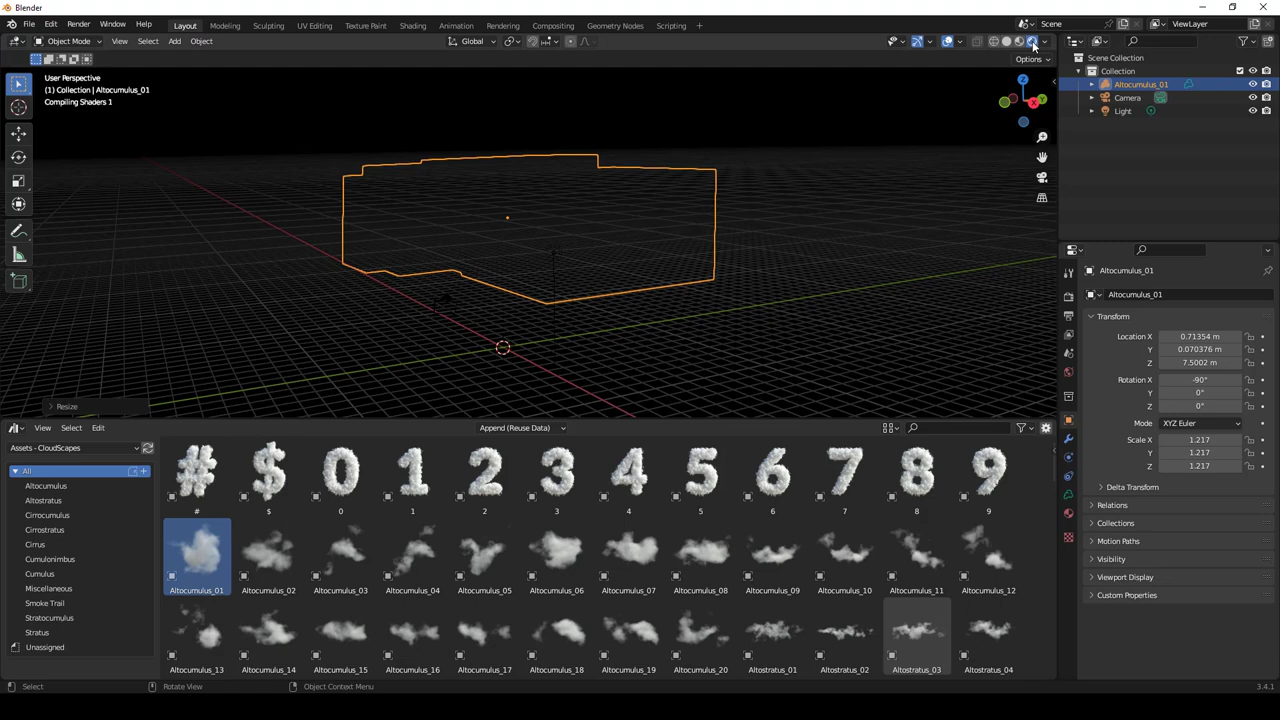 Blender
File Edit Render Window Help Layout Modeling Sculpting UV Editing Texture Paint Shading Animation Rendering Compositing Geometry Nodes Scripting + Scene ViewLayer
Object Mode View Select Add Object Global
Options
User Perspective
(1) Collection | Altocumulus_01
Compiling Shaders 1
Z
Y
X
Resize
Scene Collection
Collection
Altocumulus_01
Camera
Light
Altocumulus_01
Altocumulus_01
Transform
Location X 0.71354 m
Y 0.070376 m
Z 7.5002 m
Rotation X -90°
Y 0°
Z 0°
Mode XYZ Euler
Scale X 1.217
Y 1.217
Z 1.217
Delta Transform
Relations
Collections
Motion Paths
Visibility
Viewport Display
Custom Properties
View Select Edit Append (Reuse Data)
Assets - CloudScapes
All
Altocumulus
Altostratus
Cirrocumulus
Cirrostratus
Cirrus
Cumulonimbus
Cumulus
Miscellaneous
Smoke Trail
Stratocumulus
Stratus
Unassigned
# $ 0 1 2 3 4 5 6 7 8 9
# $ 0 1 2 3 4 5 6 7 8 9
Altocumulus_01 Altocumulus_02 Altocumulus_03 Altocumulus_04 Altocumulus_05 Altocumulus_06 Altocumulus_07 Altocumulus_08 Altocumulus_09 Altocumulus_10 Altocumulus_11 Altocumulus_12
Altocumulus_13 Altocumulus_14 Altocumulus_15 Altocumulus_16 Altocumulus_17 Altocumulus_18 Altocumulus_19 Altocumulus_20 Altostratus_01 Altostratus_02 Altostratus_03 Altostratus_04
Select Rotate View Object Context Menu 3.4.1